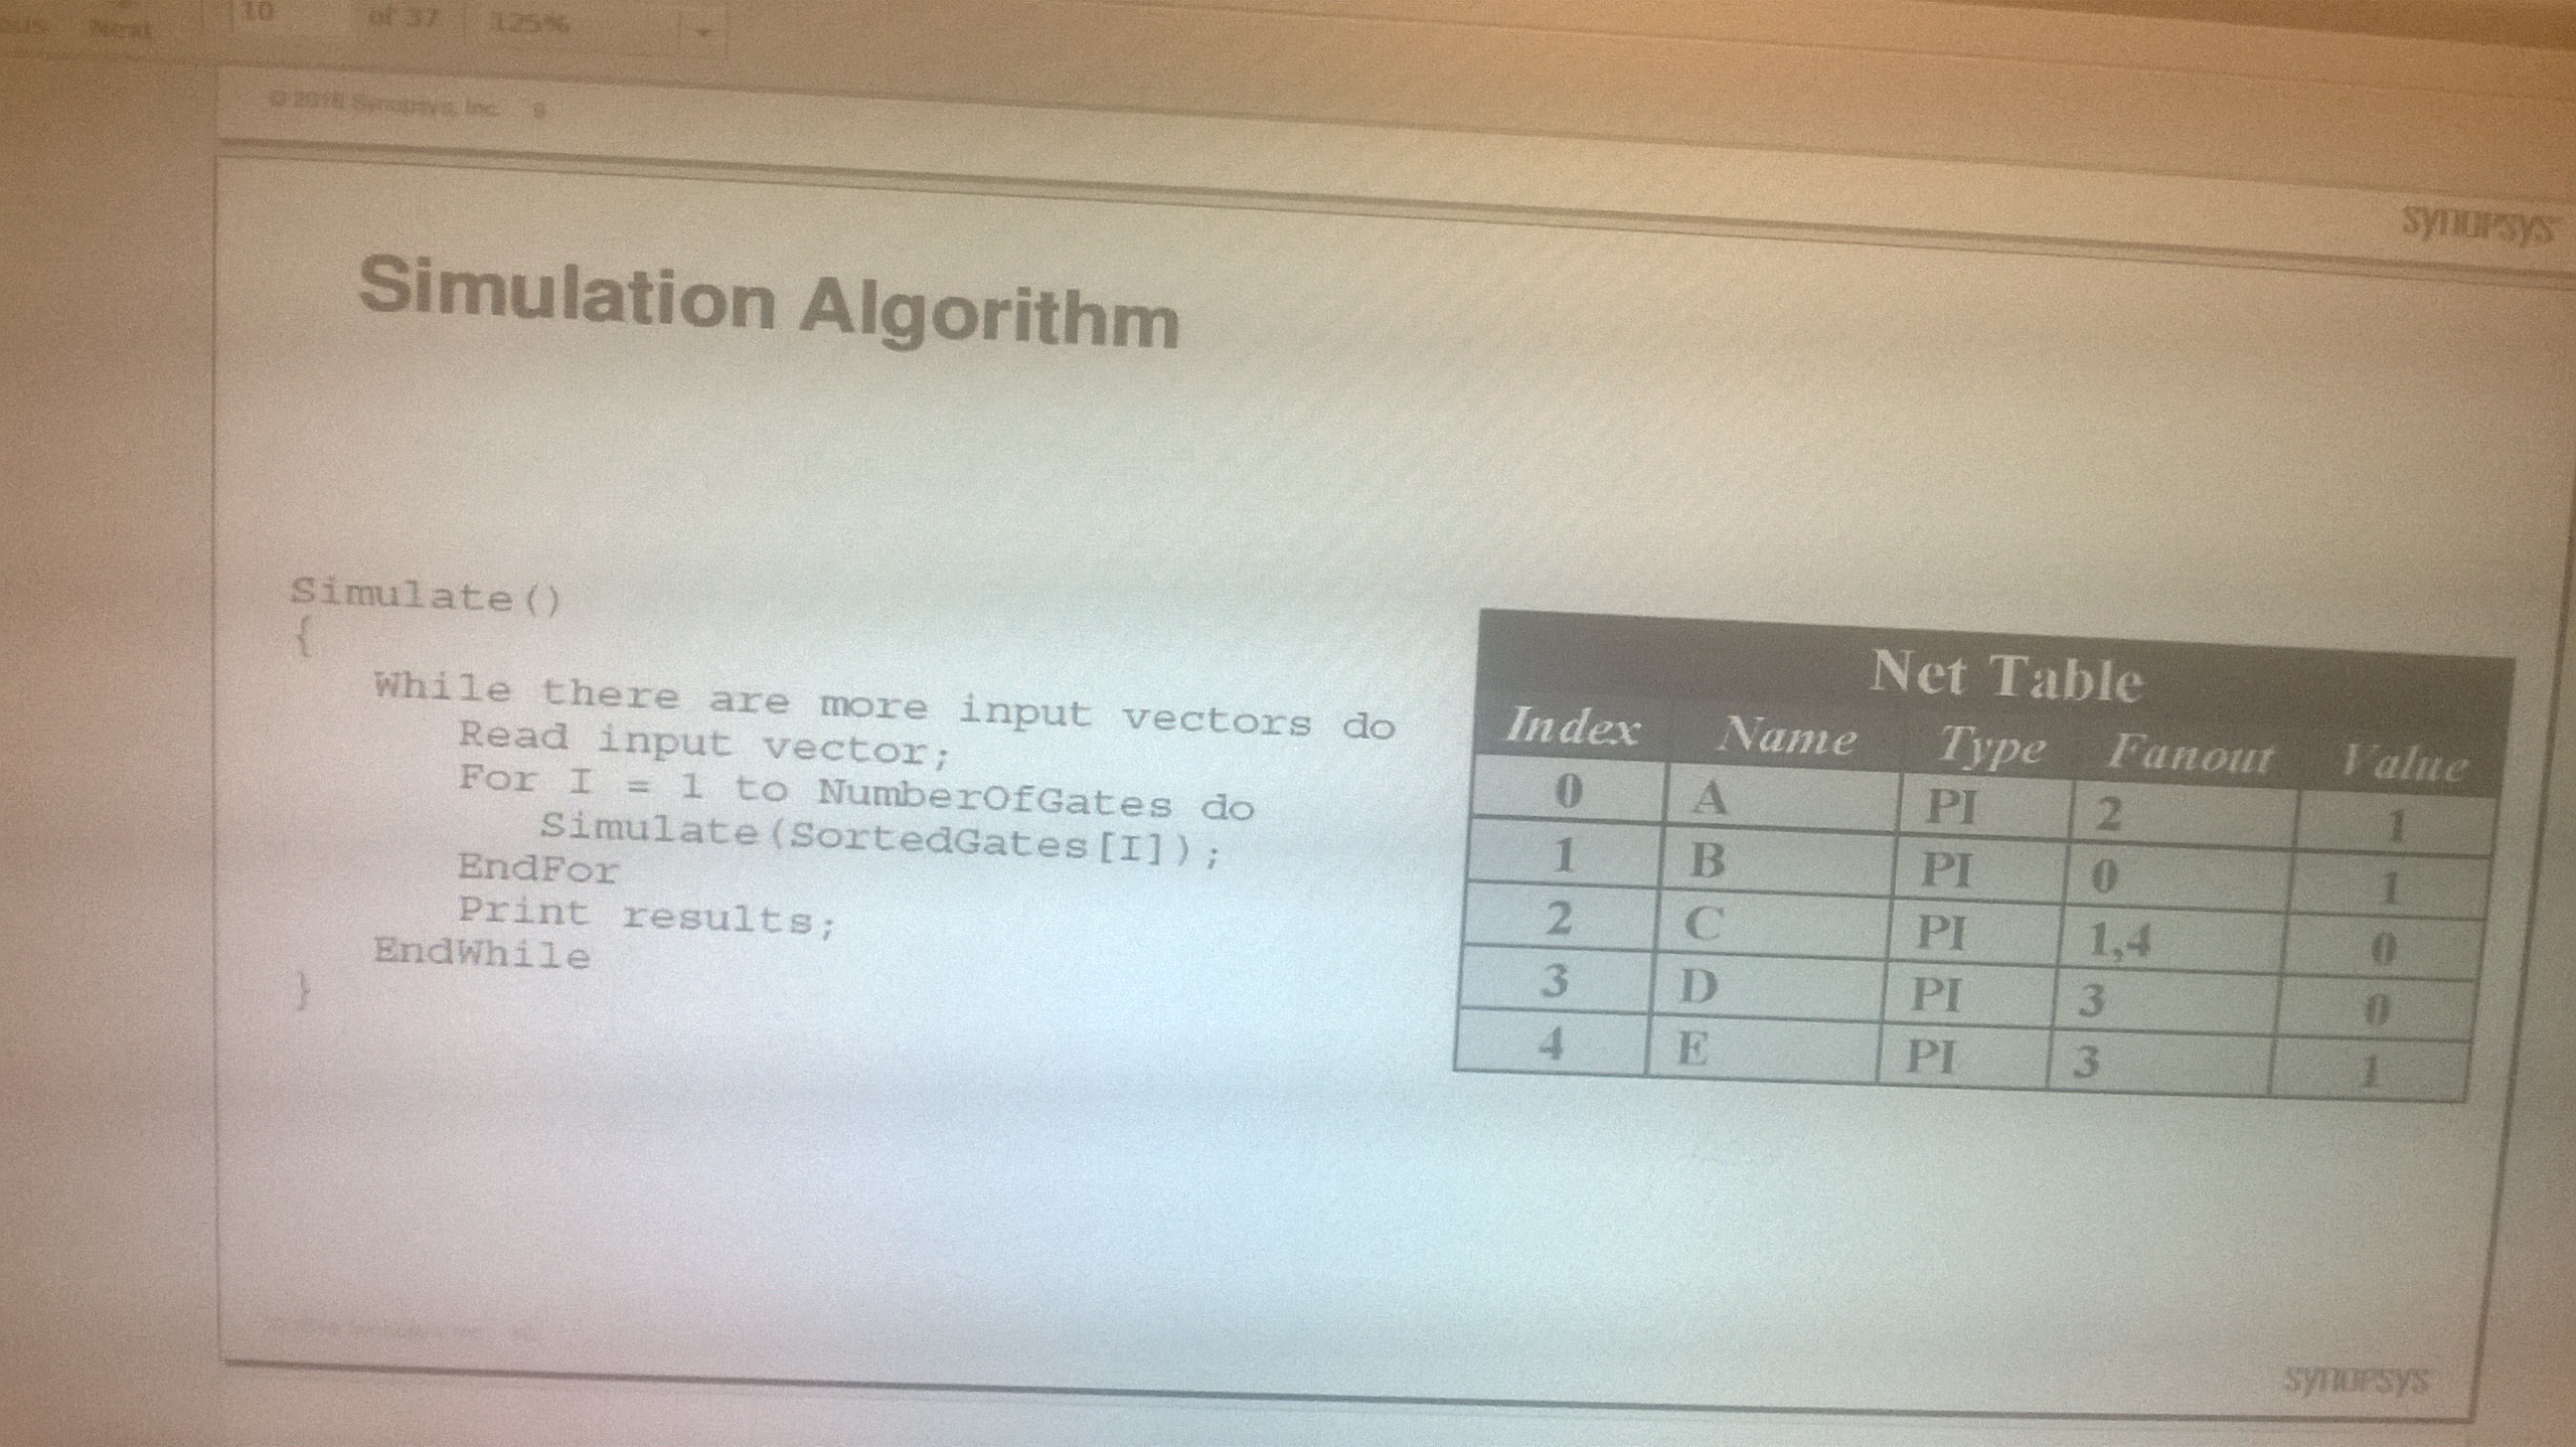 Next 10 of 37 125%
© 2016 Synopsys, Inc. 9
SYNOPSYS
Simulation Algorithm
Simulate()
{
While there are more input vectors do
Read input vector;
For I = 1 to NumberOfGates do
Simulate(SortedGates[I]);
EndFor
Print results;
EndWhile
}
Net Table
Index Name Type Fanout Value
0 A PI 2 1
1 B PI 0 1
2 C PI 1,4 0
3 D PI 3 0
4 E PI 3 1
SYNOPSYS